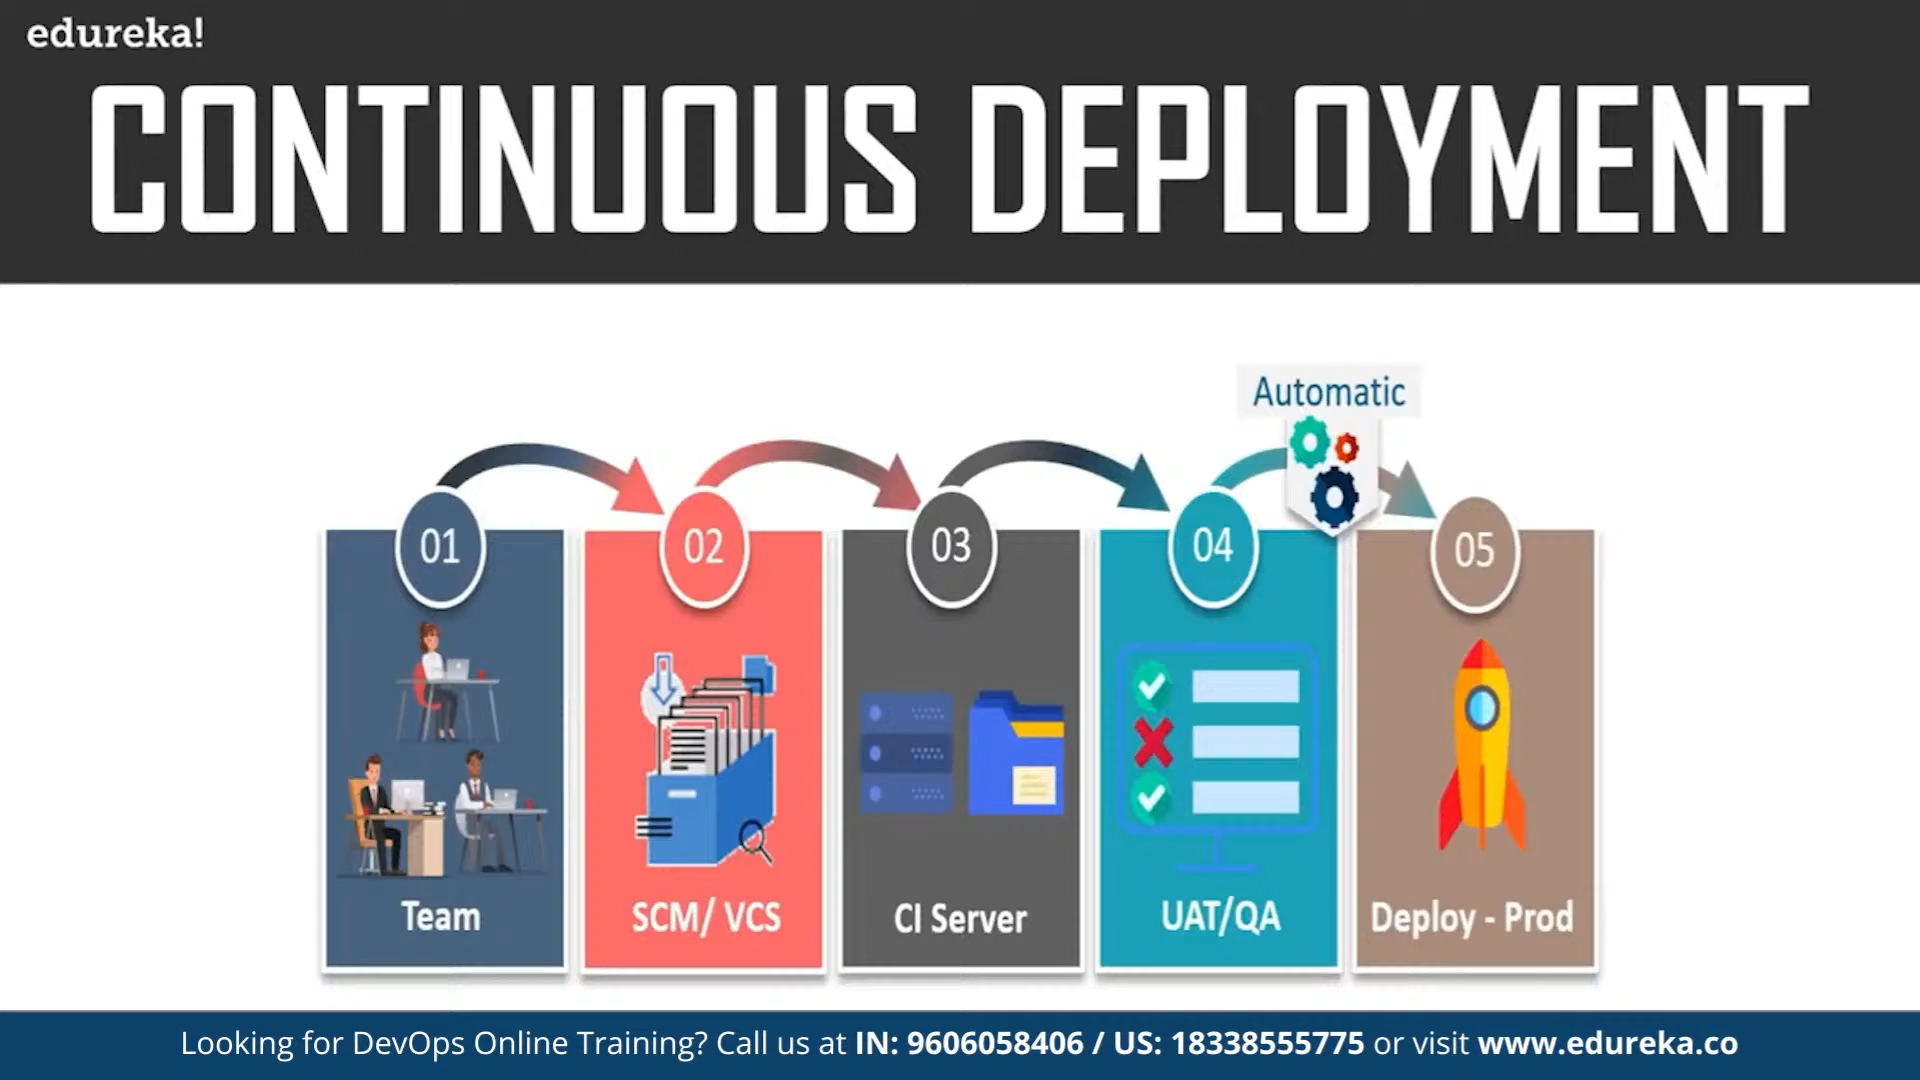 edureka!
CONTINUOUS DEPLOYMENT
Automatic
01
02
03
04
05
Team
SCM/ VCS
CI Server
UAT/QA
Deploy - Prod
Looking for DevOps Online Training? Call us at IN: 9606058406 / US: 18338555775 or visit www.edureka.co